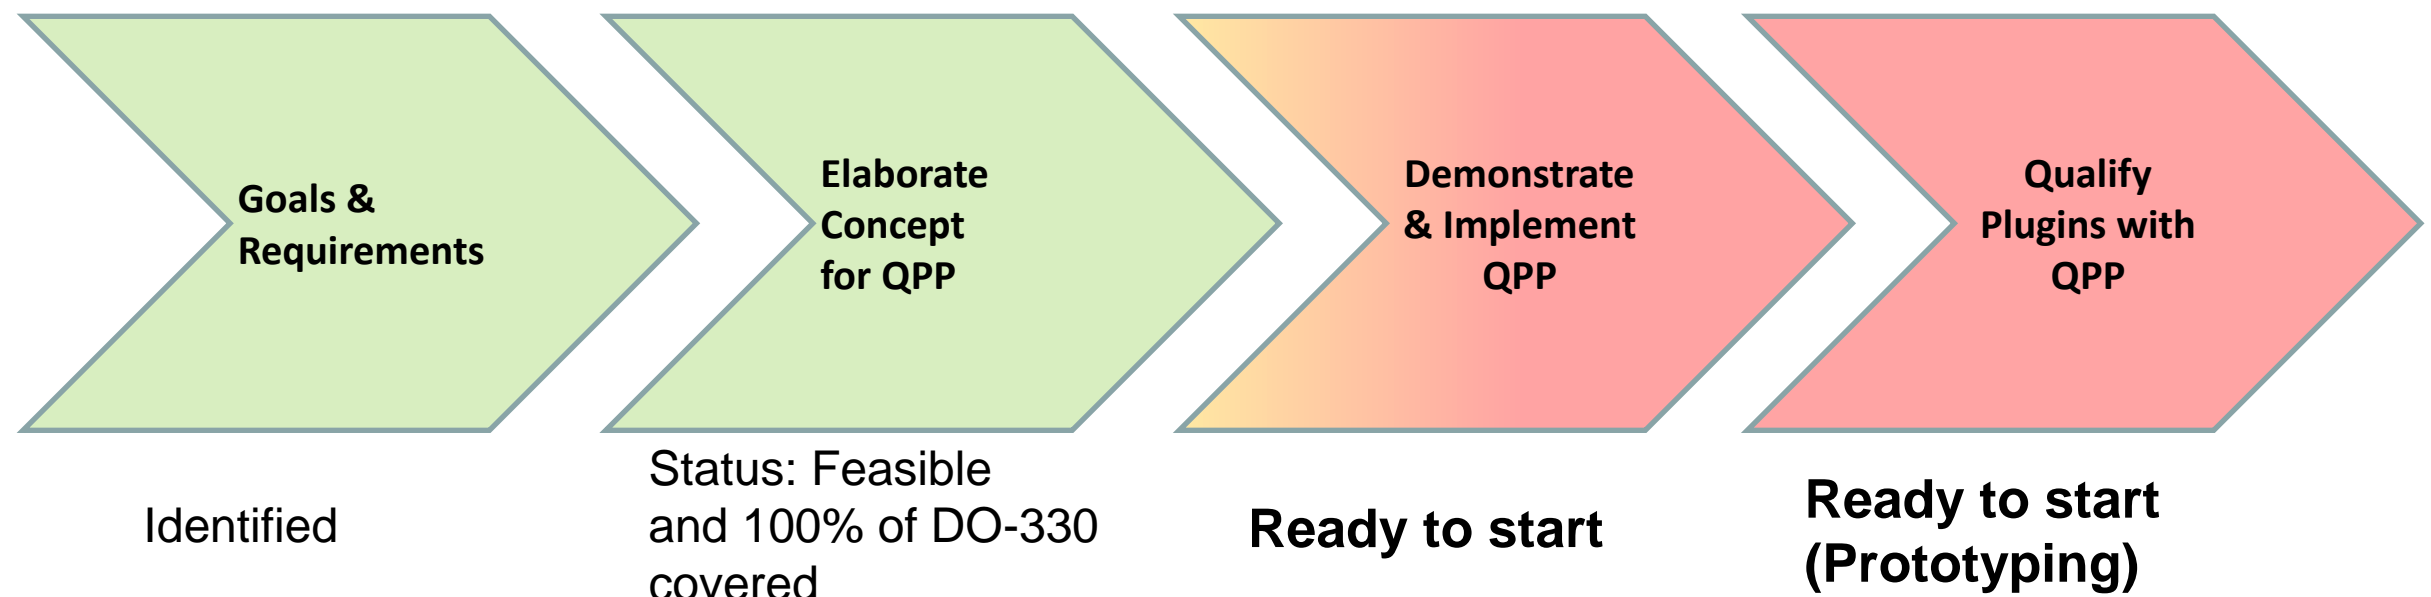 Goals &
Requirements
Elaborate
Concept
for QPP
Demonstrate
& Implement
QPP
Qualify
Plugins with
QPP
Identified
Status: Feasible
and 100% of DO-330
covered
Ready to start
Ready to start
(Prototyping)